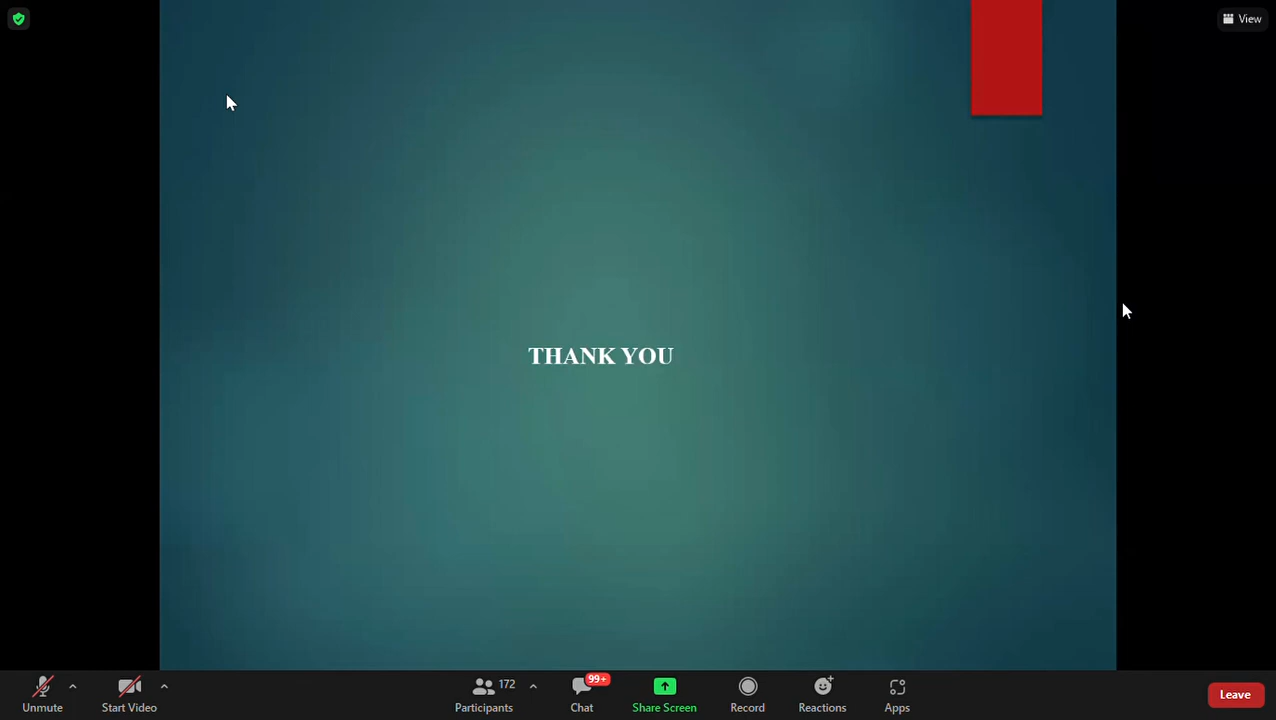 View
THANK YOU
Unmute
Start Video
172
Participants
99+
Chat
Share Screen
Record
Reactions
Apps
Leave